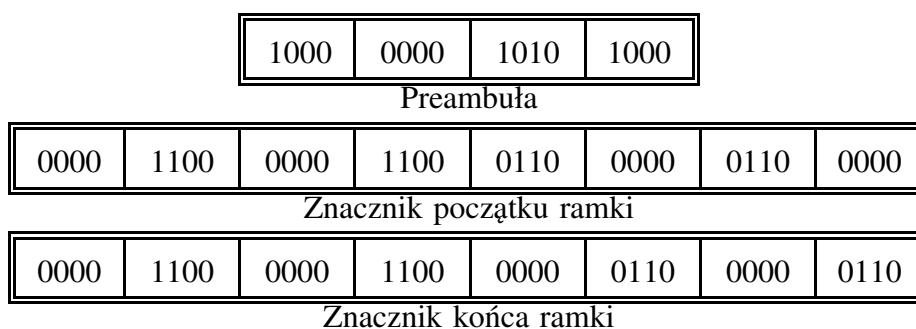 1000 0000 1010 1000
Preambuła
0000 1100 0000 1100 0110 0000 0110 0000
Znacznik początku ramki
0000 1100 0000 1100 0000 0110 0000 0110
Znacznik końca ramki